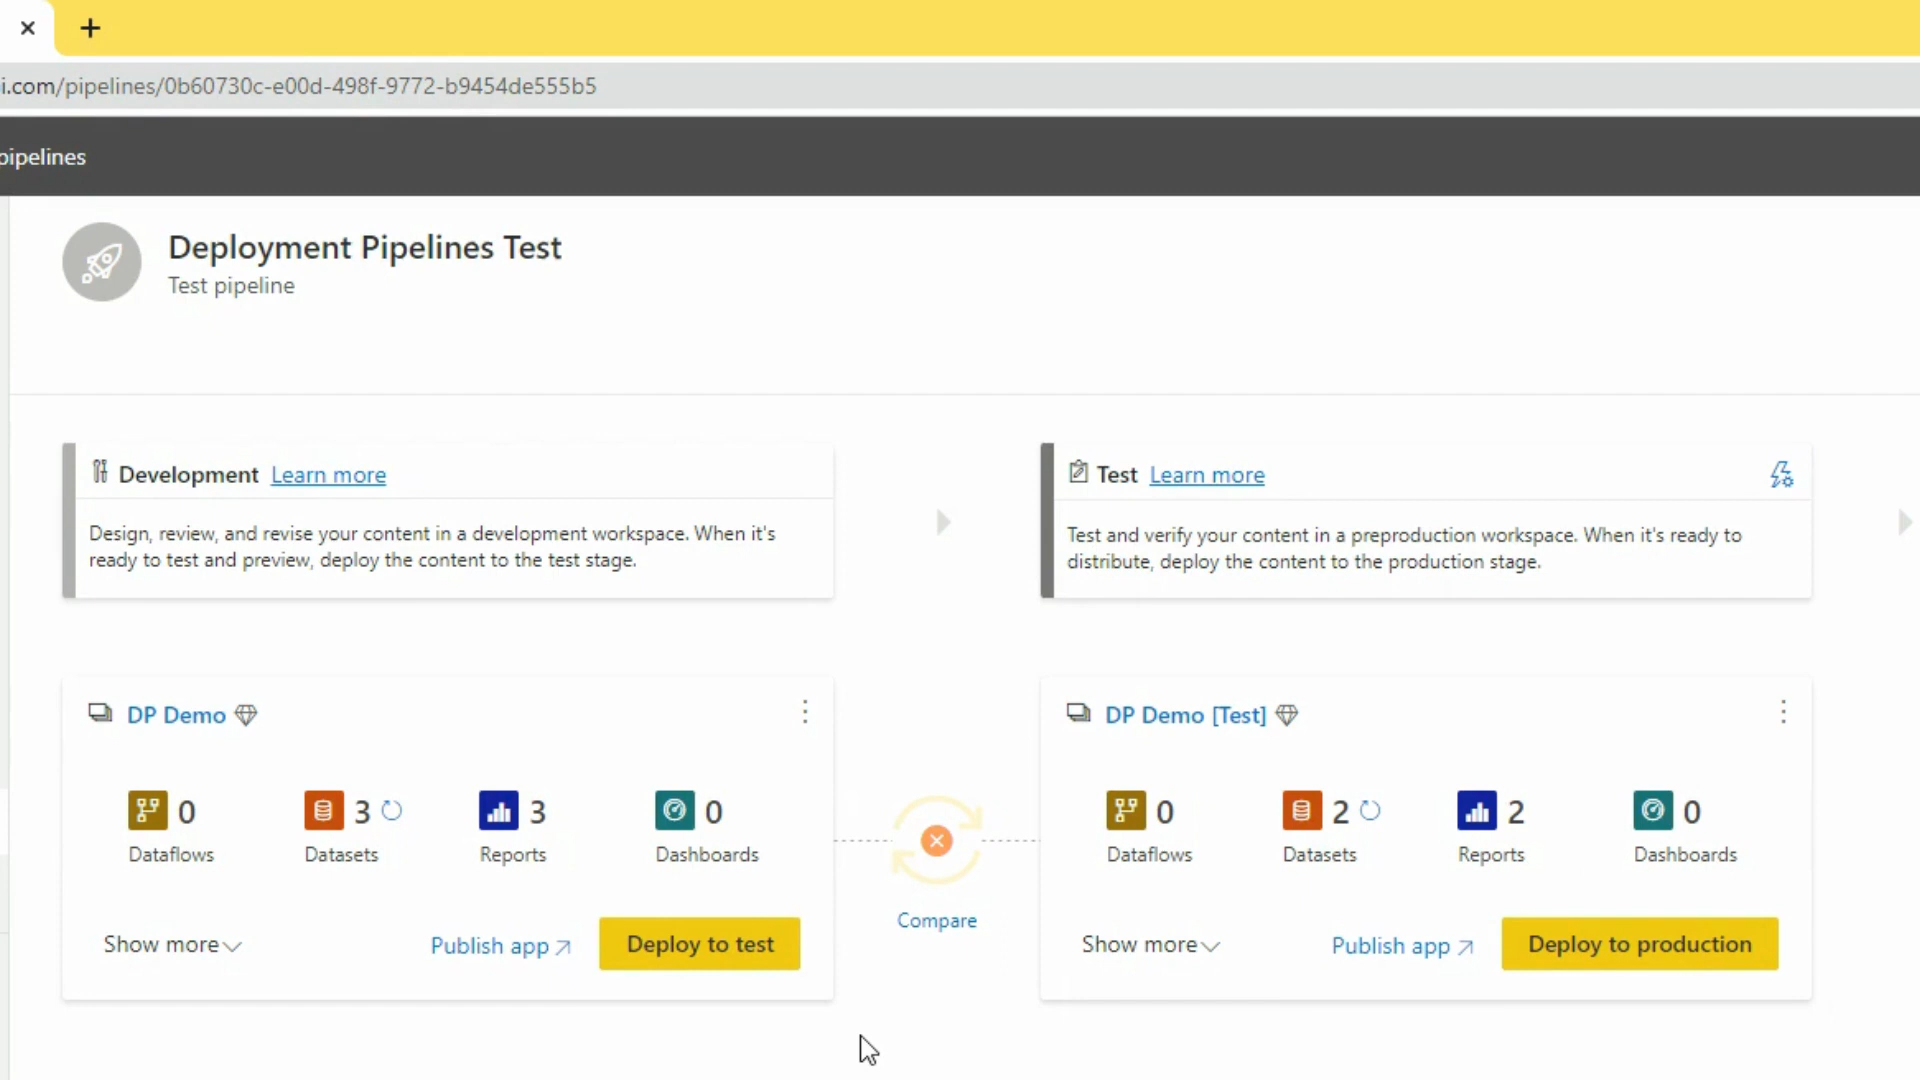 i.com/pipelines/0b60730c-e00d-498f-9772-b9454de555b5
pipelines
Deployment Pipelines Test
Test pipeline
Development Learn more
Design, review, and revise your content in a development workspace. When it's
ready to test and preview, deploy the content to the test stage.
Test Learn more
Test and verify your content in a preproduction workspace. When it's ready to
distribute, deploy the content to the production stage.
DP Demo
0
Dataflows
3
Datasets
3
Reports
0
Dashboards
Show more
Publish app
Deploy to test
Compare
DP Demo [Test]
0
Dataflows
2
Datasets
2
Reports
0
Dashboards
Show more
Publish app
Deploy to production